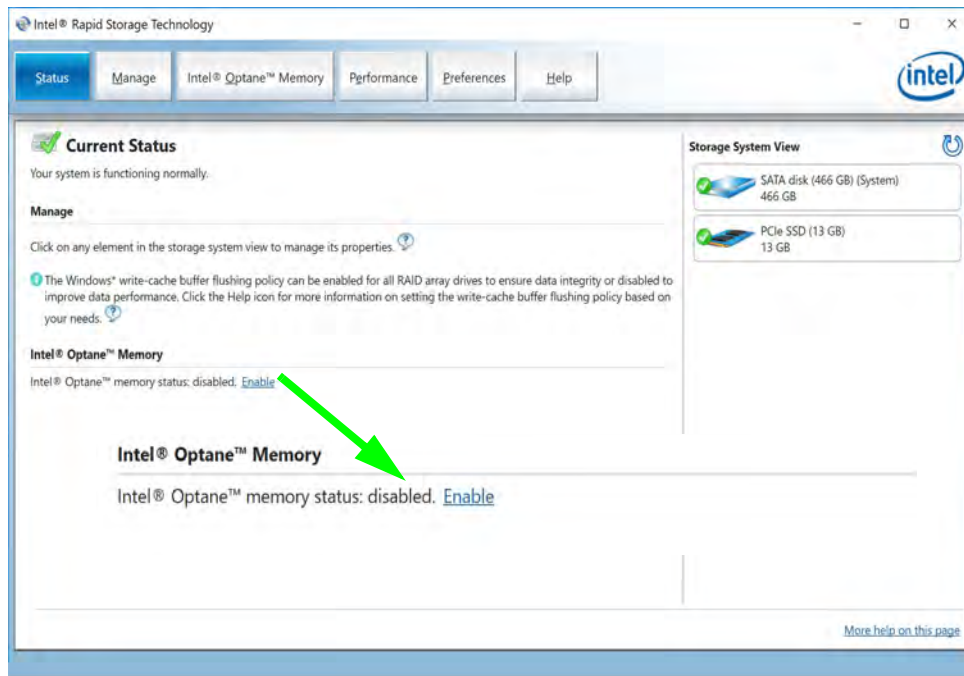 Intel® Rapid Storage Technology
Status
Manage
Intel® Optane™ Memory
Performance
Preferences
Help
intel
Current Status
Your system is functioning normally.
Manage
Click on any element in the storage system view to manage its properties.
The Windows* write-cache buffer flushing policy can be enabled for all RAID array drives to ensure data integrity or disabled to
improve data performance. Click the Help icon for more information on setting the write-cache buffer flushing policy based on
your needs.
Intel® Optane™ Memory
Intel® Optane™ memory status: disabled. Enable
Intel® Optane™ Memory
Intel® Optane™ memory status: disabled. Enable
Storage System View
SATA disk (466 GB) (System)
466 GB
PCIe SSD (13 GB)
13 GB
More help on this page